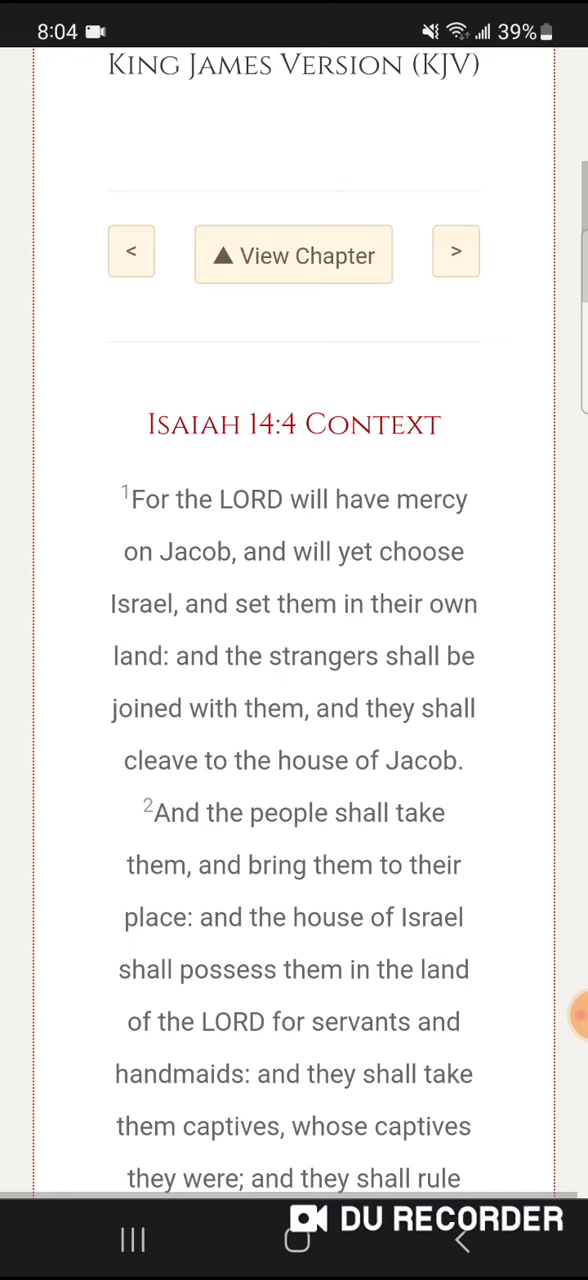 8:04 39%
KING JAMES VERSION (KJV)
< ▲ View Chapter >
ISAIAH 14:4 CONTEXT
1For the LORD will have mercy
on Jacob, and will yet choose
Israel, and set them in their own
land: and the strangers shall be
joined with them, and they shall
cleave to the house of Jacob.
2And the people shall take
them, and bring them to their
place: and the house of Israel
shall possess them in the land
of the LORD for servants and
handmaids: and they shall take
them captives, whose captives
they were; and they shall rule
DU RECORDER